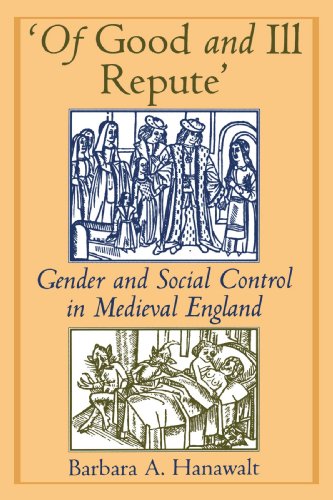 'Of Good and Ill
Repute'
Gender and Social Control
in Medieval England
Barbara A. Hanawalt